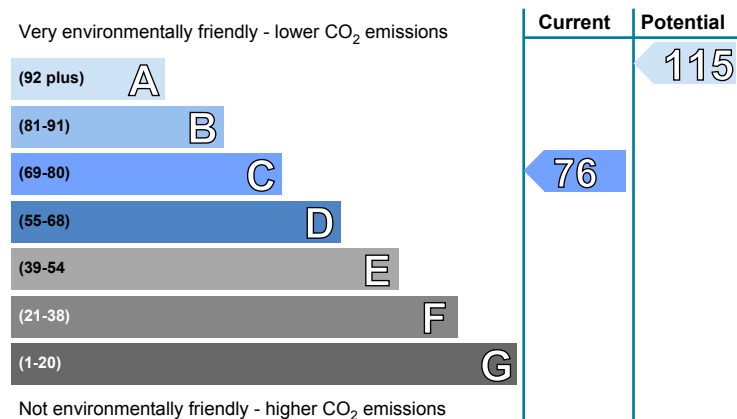 Current Potential
Very environmentally friendly - lower CO2 emissions
115
(92 plus) A
(81-91) B
(69-80) C 76
(55-68) D
(39-54 E
(21-38) F
(1-20) G
Not environmentally friendly - higher CO2 emissions